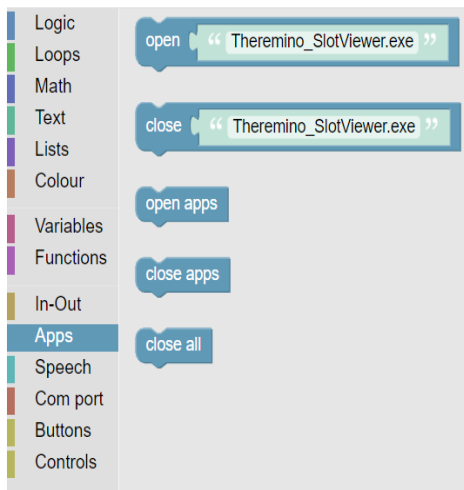 Logic
Loops
Math
Text
Lists
Colour
Variables
Functions
In-Out
Apps
Speech
Com port
Buttons
Controls
open “ Theremino_SlotViewer.exe ”
close “ Theremino_SlotViewer.exe ”
open apps
close apps
close all